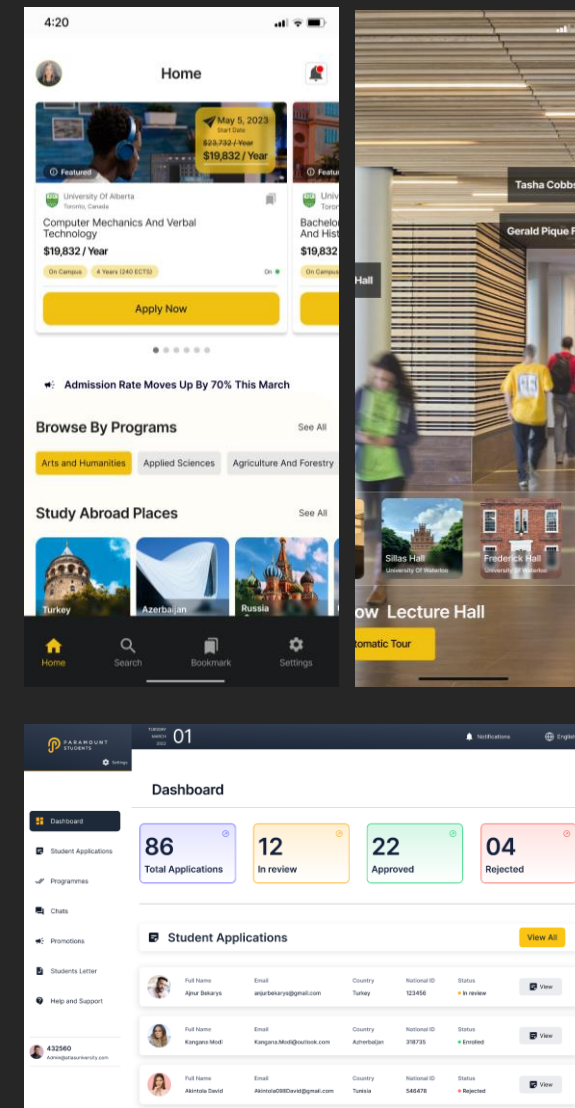 4:20
Home
May 5, 2023
Start Date
$23,732 / Year
$19,832 / Year
Featured
Featu
University Of Alberta
Toronto, Canada
Univ
Toron
Computer Mechanics And Verbal
Technology
Bachelo
And Hist
$19,832 / Year
$19,832
On Campus
4 Years (240 ECTS)
On
On Campus
Apply Now
Admission Rate Moves Up By 70% This March
Browse By Programs
See All
Arts and Humanities
Applied Sciences
Agriculture And Forestry
Study Abroad Places
See All
Turkey
Azerbaijan
Russia
Home
Search
Bookmark
Settings
Tasha Cobbs
Gerald Pique F
Hall
Sillas Hall
University Of Waterloo
Frederick Hall
University Of Waterloo
ow Lecture Hall
tomatic Tour
PARAMOUNT
STUDENTS
Settings
TUESDAY
MARCH
01
Notifications
English
Dashboard
Dashboard
Student Applications
Programmes
Chats
Promotions
Students Letter
Help and Support
432560
86
Total Applications
12
In review
22
Approved
04
Rejected
Student Applications
View All
Full Name
Email
Country
National ID
Status
Ajnur Bekarys
anjurbekarys@gmail.com
Turkey
123456
In review
View
Full Name
Email
Country
National ID
Status
Kangana Modi
Kangana.Modi@outlook.com
Azherbaijan
318735
Enrolled
View
Full Name
Email
Country
National ID
Status
Akintola David
Akintola098David@gmail.com
Tunisia
546478
Rejected
View